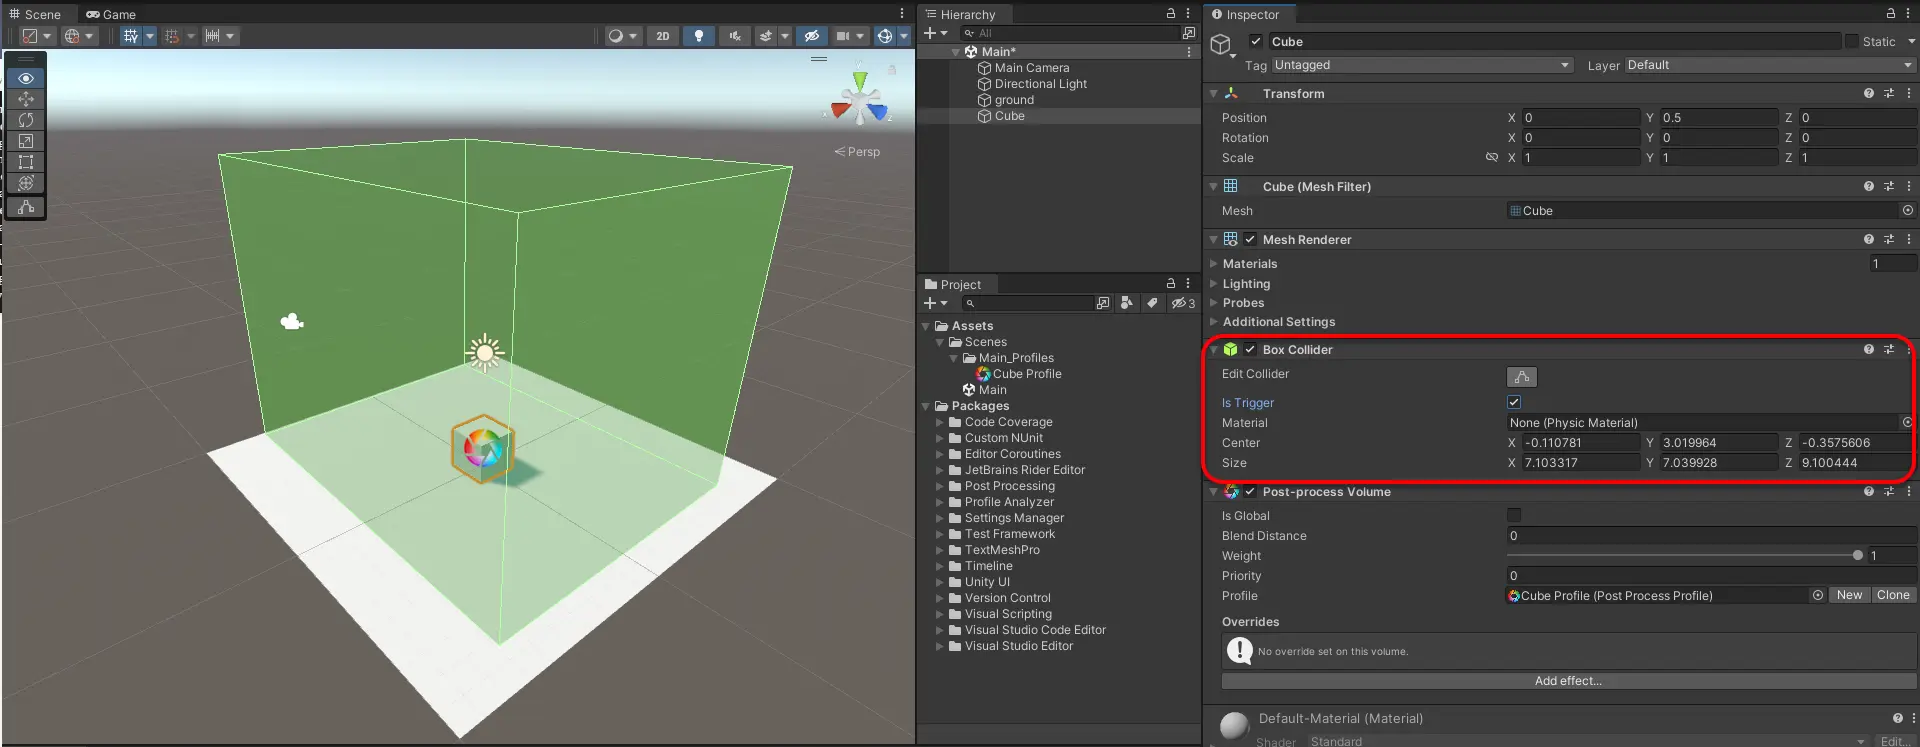 Scene
Game
2D
y
x
z
Persp
Hierarchy
All
Main*
Main Camera
Directional Light
ground
Cube
Project
3
Assets
Scenes
Main_Profiles
Cube Profile
Main
Packages
Code Coverage
Custom NUnit
Editor Coroutines
JetBrains Rider Editor
Post Processing
Profile Analyzer
Settings Manager
Test Framework
TextMeshPro
Timeline
Unity UI
Version Control
Visual Scripting
Visual Studio Code Editor
Visual Studio Editor
Inspector
Cube Static
Tag Untagged Layer Default
Transform
Position X 0 Y 0.5 Z 0
Rotation X 0 Y 0 Z 0
Scale X 1 Y 1 Z 1
Cube (Mesh Filter)
Mesh Cube
Mesh Renderer
Materials 1
Lighting
Probes
Additional Settings
Box Collider
Edit Collider
Is Trigger
Material None (Physic Material)
Center X -0.110781 Y 3.019964 Z -0.3575606
Size X 7.103317 Y 7.039928 Z 9.100444
Post-process Volume
Is Global
Blend Distance 0
Weight 1
Priority 0
Profile Cube Profile (Post Process Profile) New Clone
Overrides
No override set on this volume.
Add effect...
Default-Material (Material)
Shader Standard Edit...